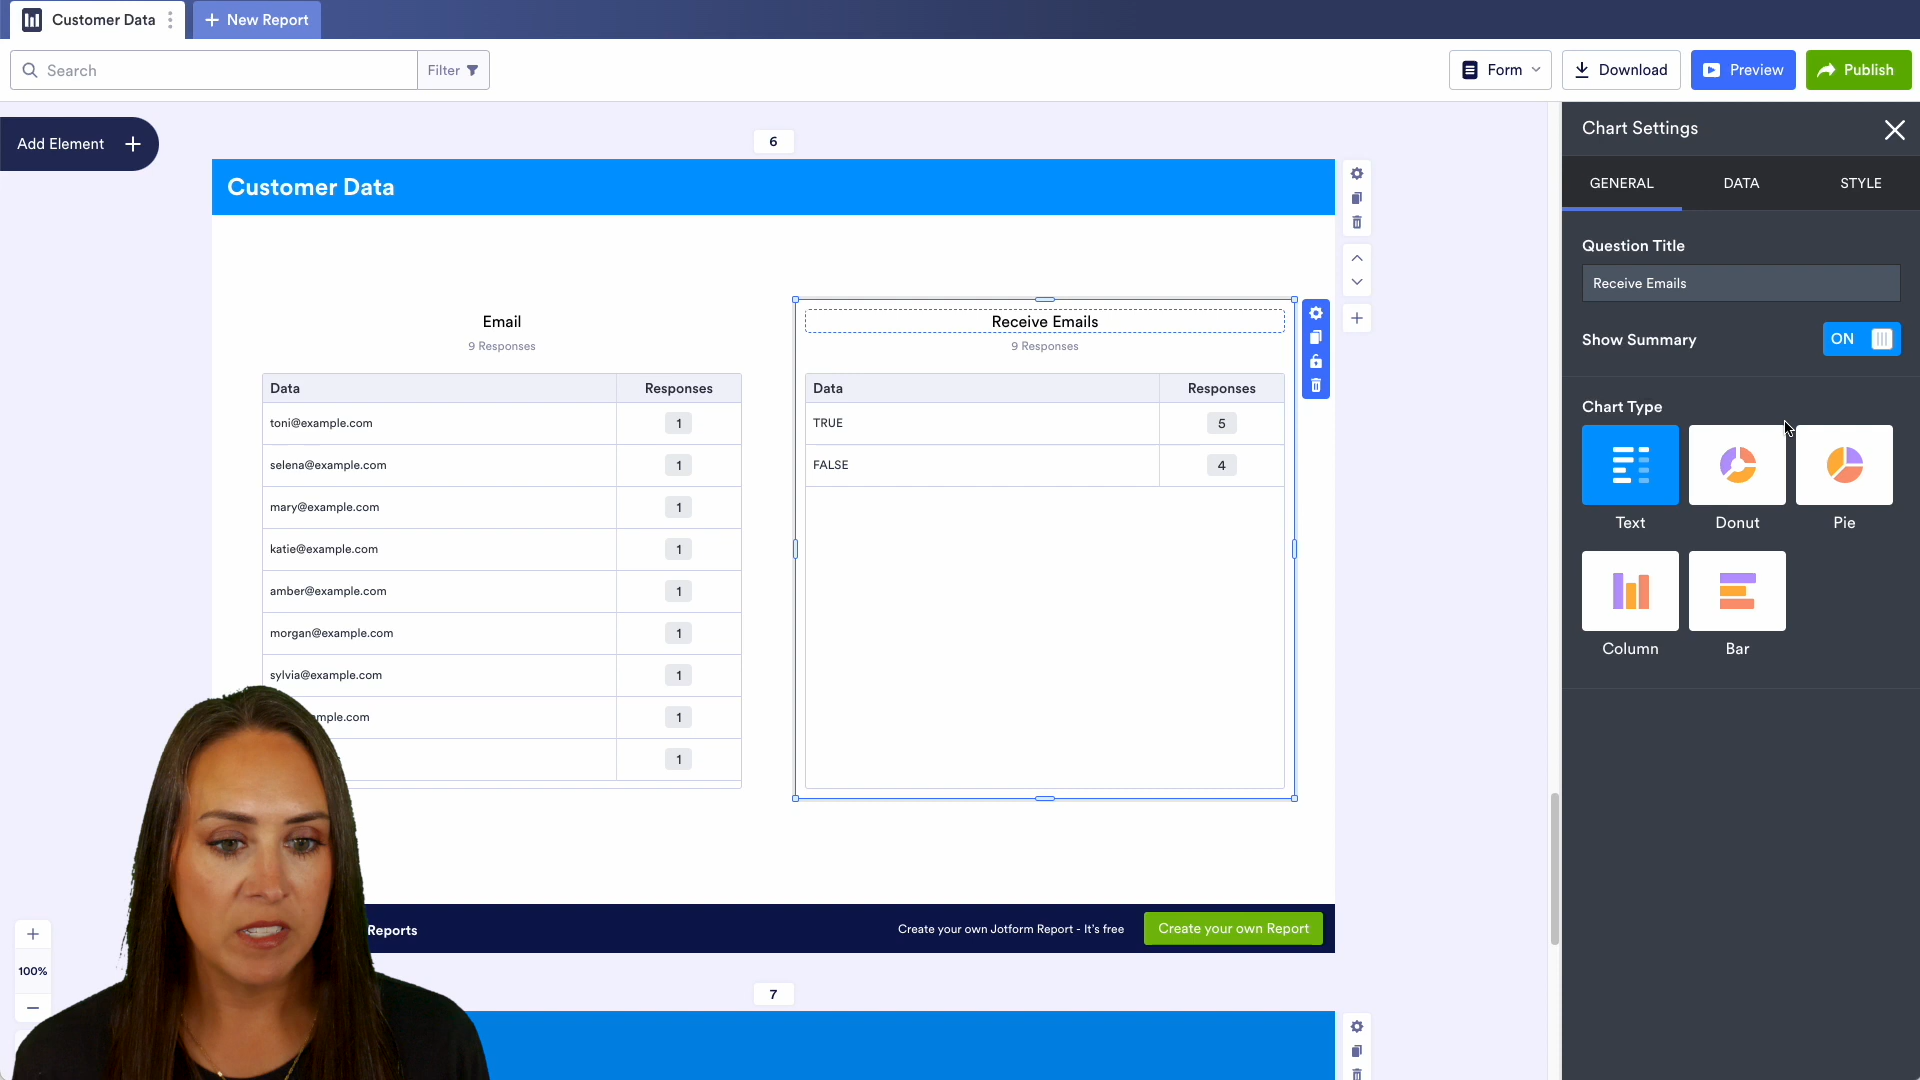 Customer Data
New Report
Search
Filter
Form
Download
Preview
Publish
Add Element
6
Customer Data
Email
9 Responses
Data Responses
toni@example.com 1
selena@example.com 1
mary@example.com 1
katie@example.com 1
amber@example.com 1
morgan@example.com 1
sylvia@example.com 1
mple.com 1
1
Receive Emails
9 Responses
Data Responses
TRUE 5
FALSE 4
Reports
Create your own Jotform Report - It's free
Create your own Report
100%
7
Chart Settings
GENERAL DATA STYLE
Question Title
Receive Emails
Show Summary ON
Chart Type
Text Donut Pie
Column Bar